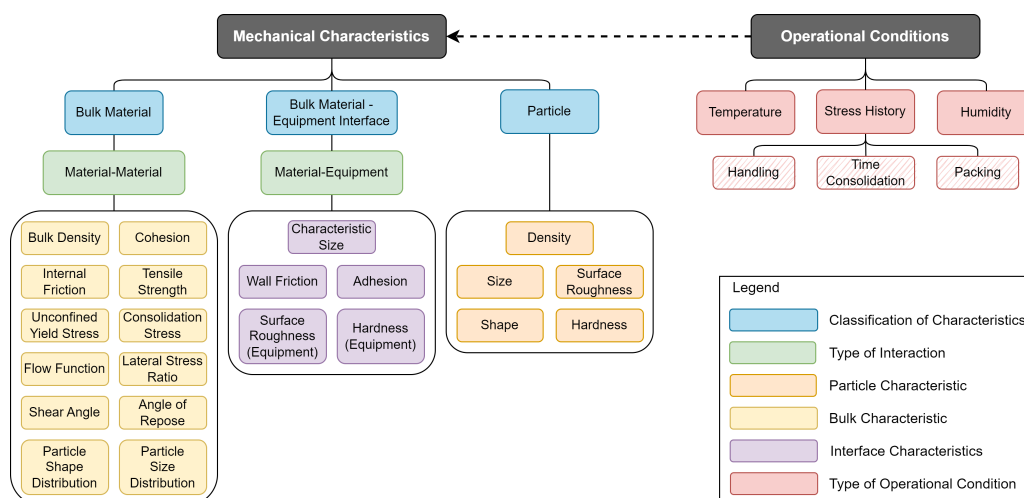 Mechanical Characteristics
Operational Conditions
Bulk Material
Bulk Material -
Equipment Interface
Particle
Temperature
Stress History
Humidity
Material-Material
Material-Equipment
Handling
Time
Consolidation
Packing
Bulk Density
Cohesion
Internal
Friction
Tensile
Strength
Unconfined
Yield Stress
Consolidation
Stress
Flow Function
Lateral Stress
Ratio
Shear Angle
Angle of
Repose
Particle
Shape
Distribution
Particle
Size
Distribution
Characteristic
Size
Wall Friction
Adhesion
Surface
Roughness
(Equipment)
Hardness
(Equipment)
Density
Size
Surface
Roughness
Shape
Hardness
Legend
Classification of Characteristics
Type of Interaction
Particle Characteristic
Bulk Characteristic
Interface Characteristics
Type of Operational Condition